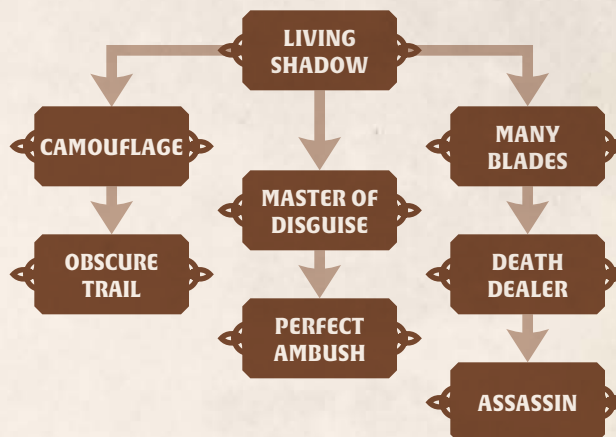 LIVING
SHADOW
CAMOUFLAGE
MANY
BLADES
MASTER OF
DISGUISE
OBSCURE
TRAIL
DEATH
DEALER
PERFECT
AMBUSH
ASSASSIN